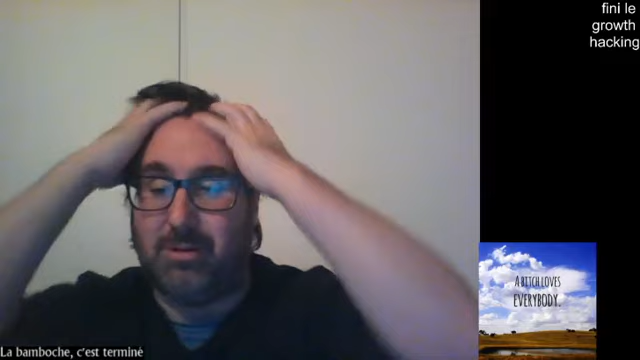 fini le
growth
hacking
A BITCH LOVES
EVERYBODY.
La bamboche, c'est terminé